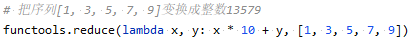 # 把序列[1, 3, 5, 7, 9]变换成整数13579
functools.reduce(lambda x, y: x * 10 + y, [1, 3, 5, 7, 9])